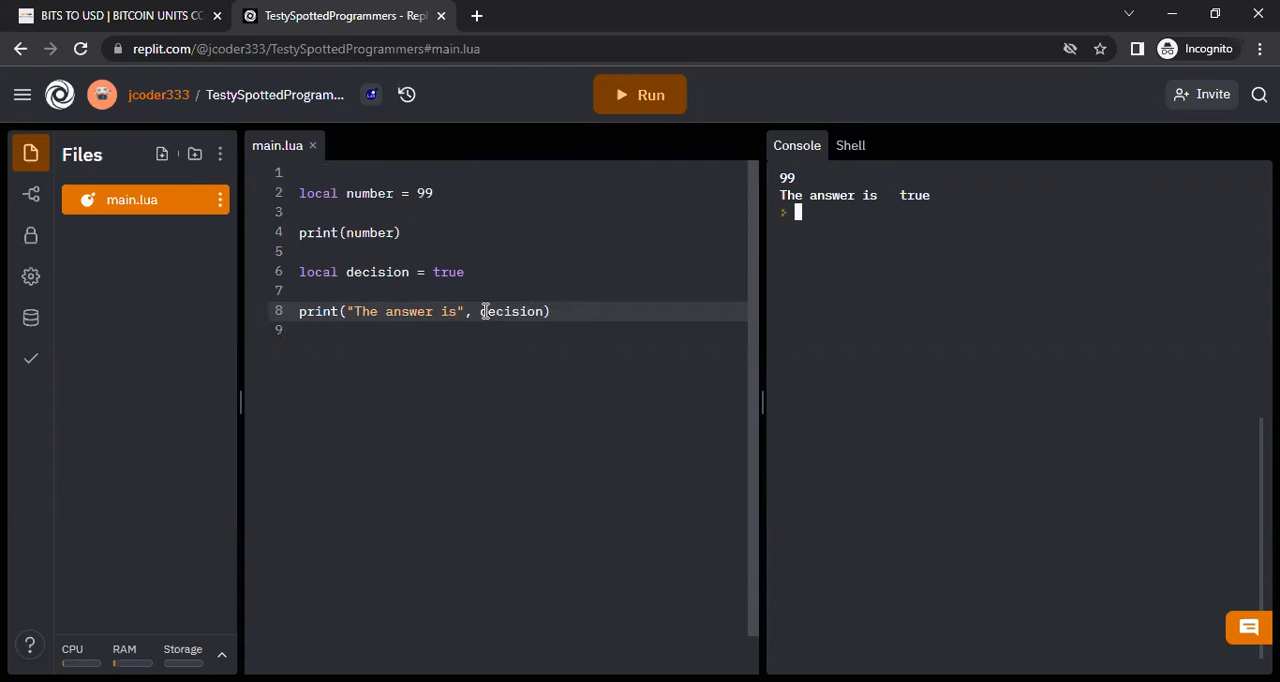 BITS TO USD | BITCOIN UNITS CO
TestySpottedProgrammers - Repl
replit.com/@jcoder333/TestySpottedProgrammers#main.lua
Incognito
jcoder333 / TestySpottedProgram...
Run
Invite
Files
main.lua
main.lua
1
2 local number = 99
3
4 print(number)
5
6 local decision = true
7
8 print("The answer is", decision)
9
Console
Shell
99
The answer is true
CPU
RAM
Storage